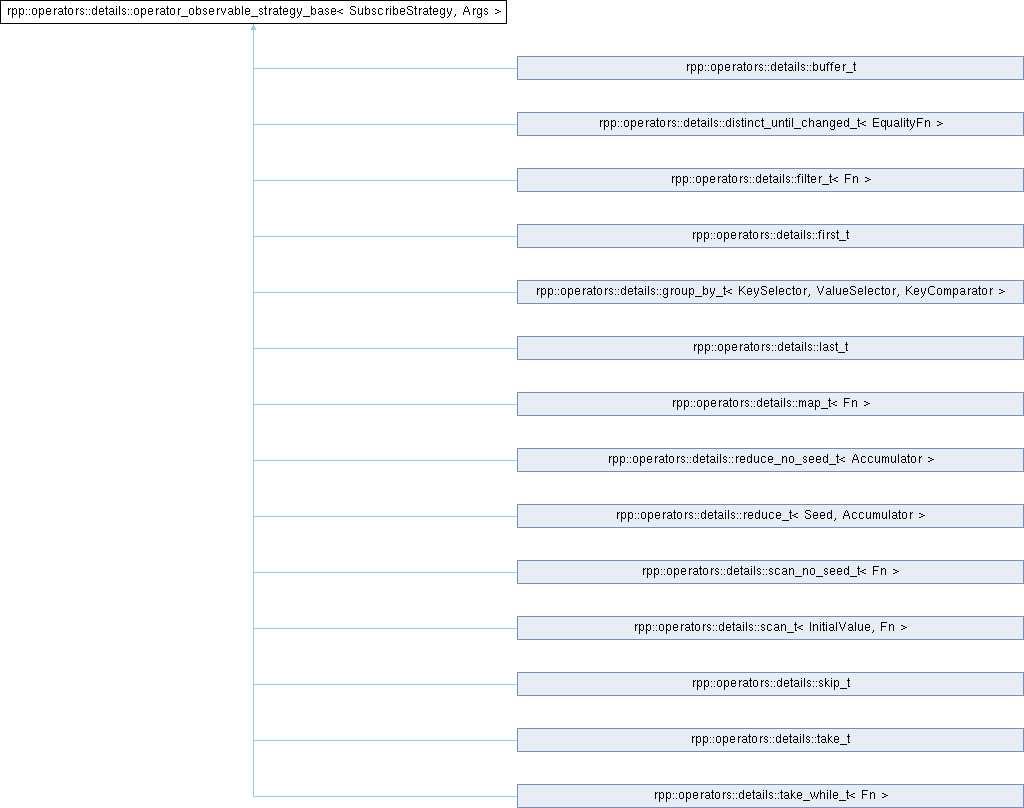 rpp::operators::details::operator_observable_strategy_base< SubscribeStrategy, Args >
rpp::operators::details::buffer_t
rpp::operators::details::distinct_until_changed_t< EqualityFn >
rpp::operators::details::filter_t< Fn >
rpp::operators::details::first_t
rpp::operators::details::group_by_t< KeySelector, ValueSelector, KeyComparator >
rpp::operators::details::last_t
rpp::operators::details::map_t< Fn >
rpp::operators::details::reduce_no_seed_t< Accumulator >
rpp::operators::details::reduce_t< Seed, Accumulator >
rpp::operators::details::scan_no_seed_t< Fn >
rpp::operators::details::scan_t< InitialValue, Fn >
rpp::operators::details::skip_t
rpp::operators::details::take_t
rpp::operators::details::take_while_t< Fn >